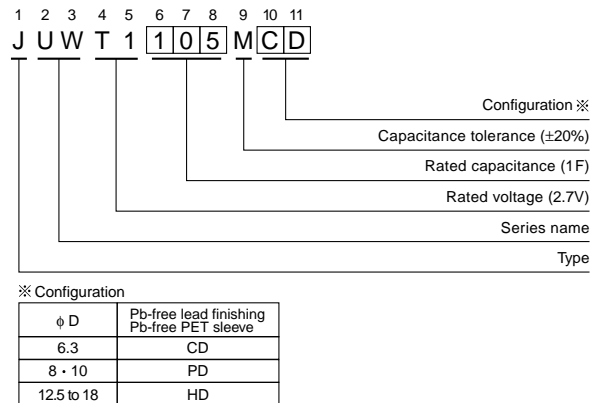 1 2 3 4 5 6 7 8 9 10 11
J U W T 1 1 0 5 M C D
Configuration ※
Capacitance tolerance (±20%)
Rated capacitance (1F)
Rated voltage (2.7V)
Series name
Type
※ Configuration
φ D
Pb-free lead finishing
Pb-free PET sleeve
6.3 CD
8・10 PD
12.5 to 18 HD